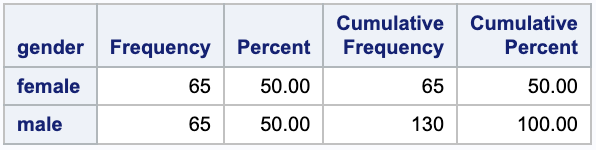 gender Frequency Percent Cumulative Frequency Cumulative Percent
female 65 50.00 65 50.00
male 65 50.00 130 100.00